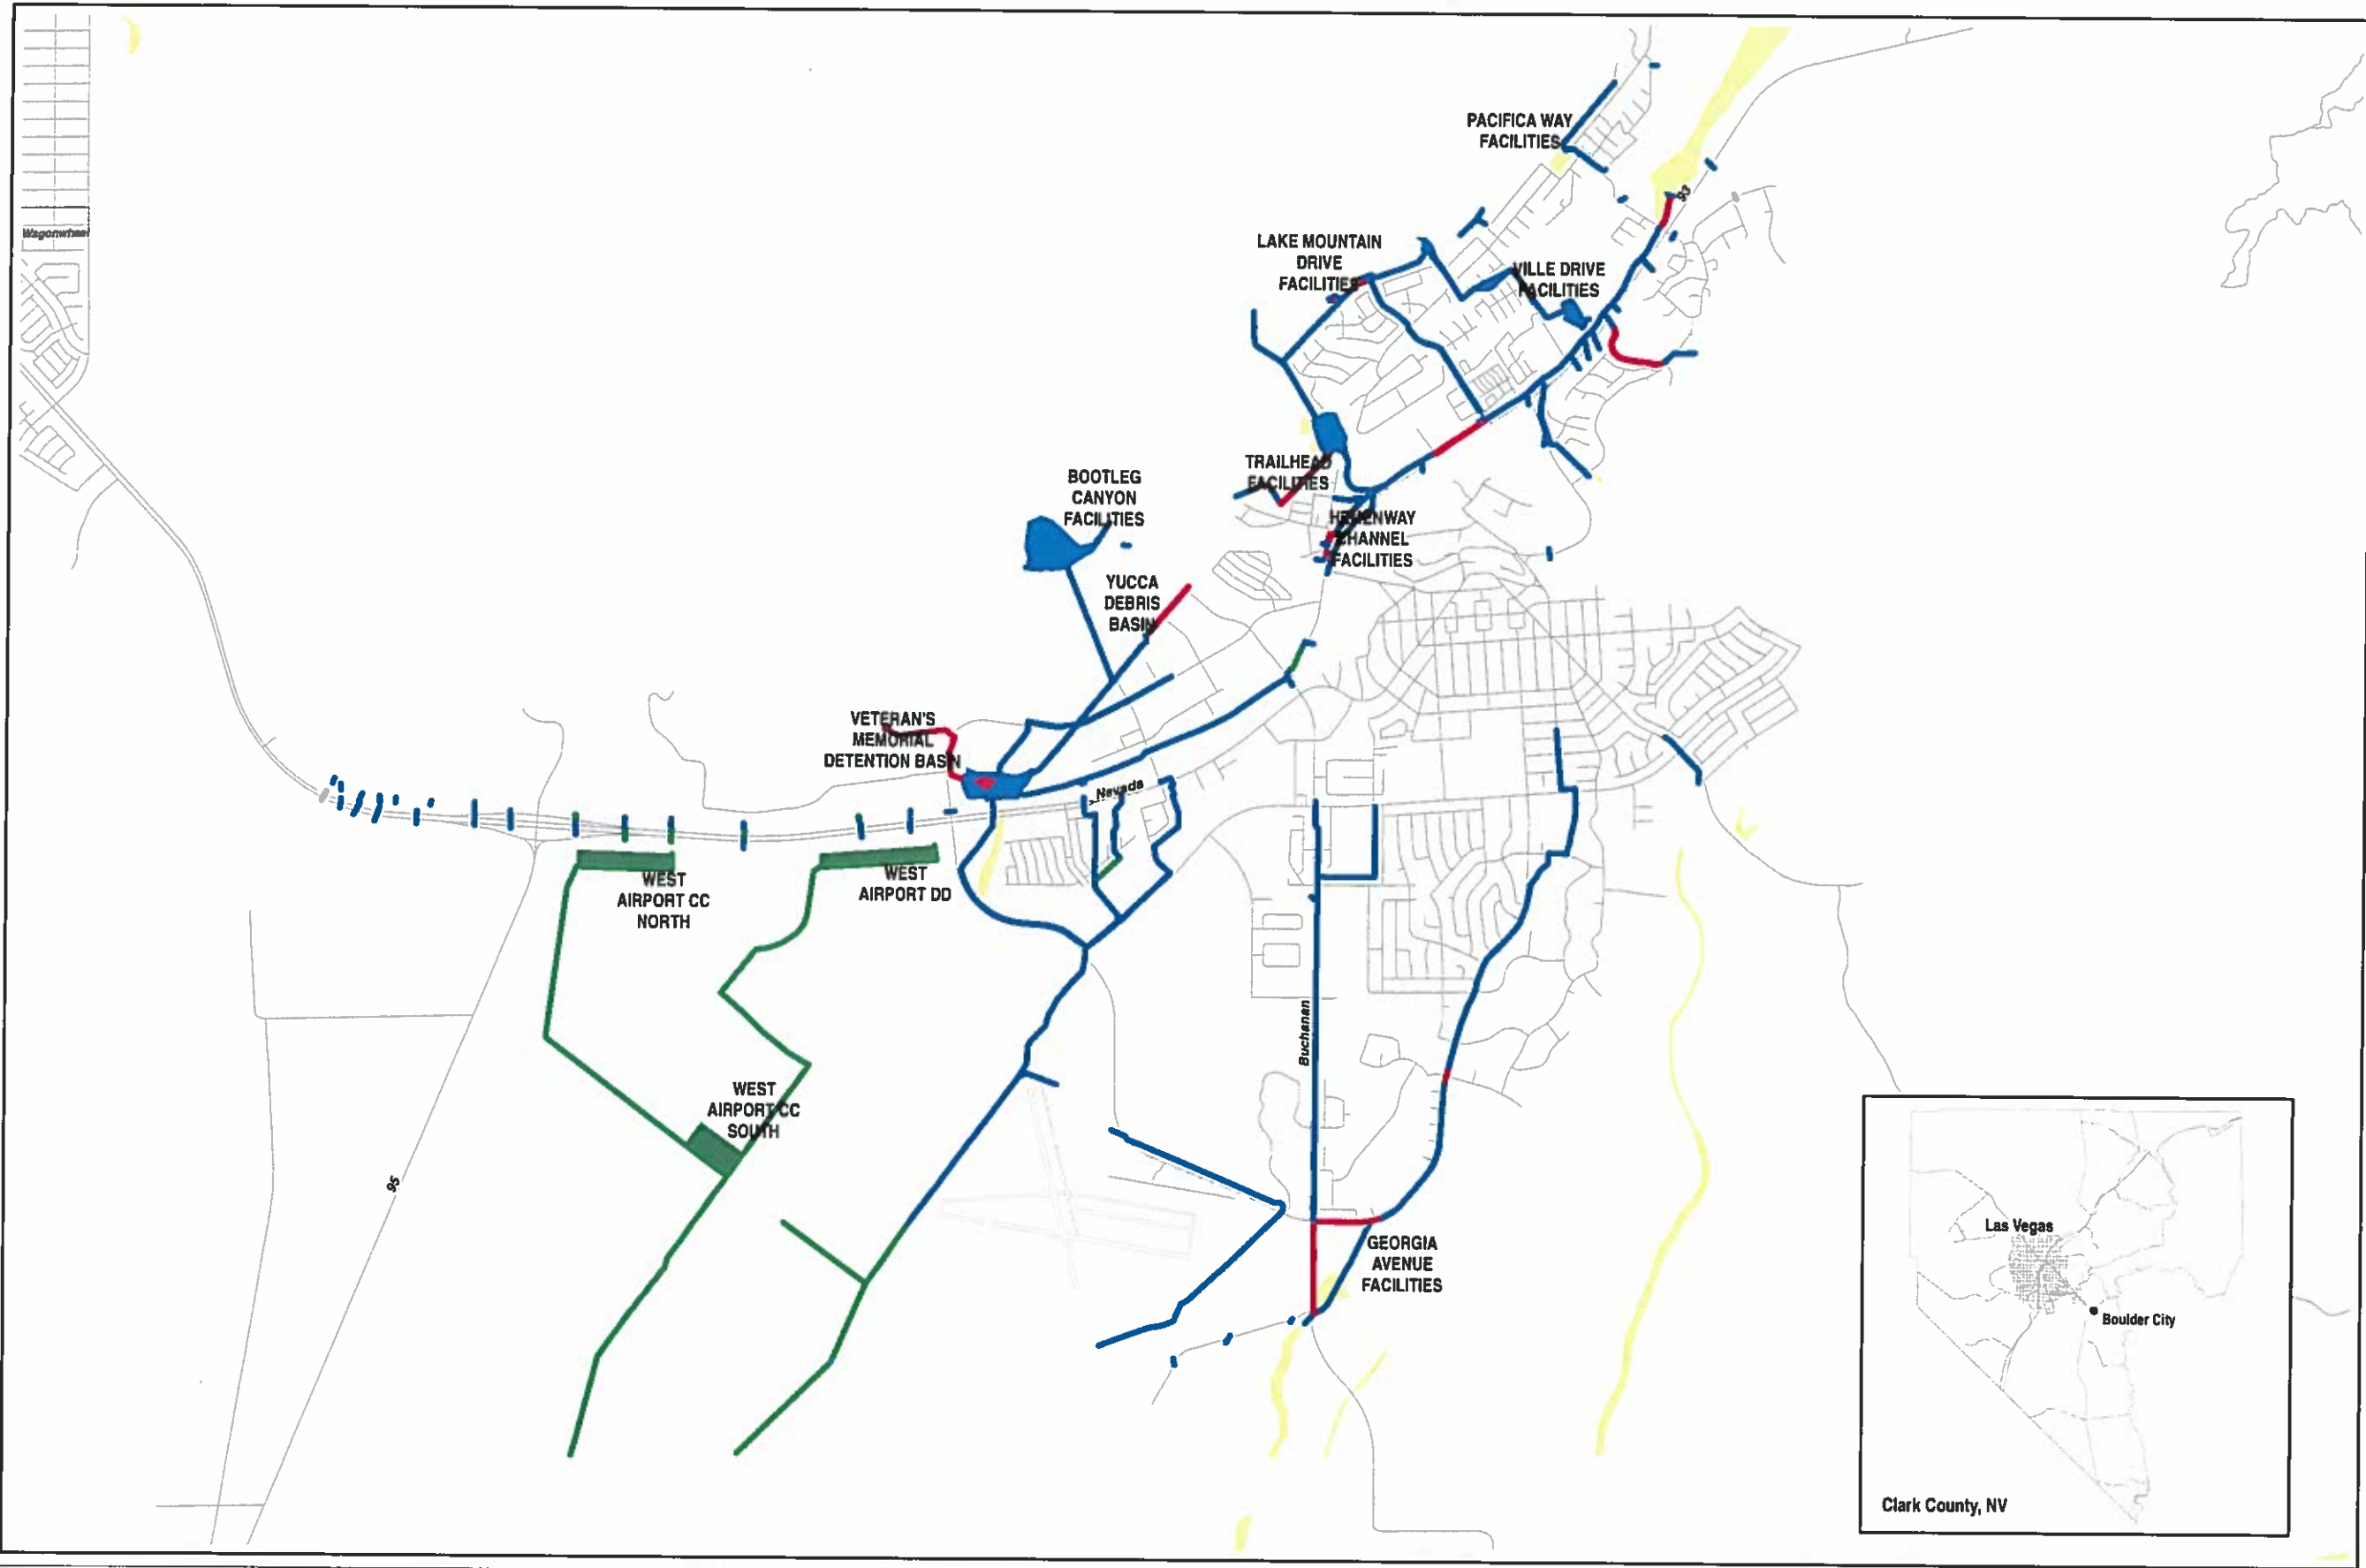 PACIFICA WAY
FACILITIES
93
Wagonwheel
LAKE MOUNTAIN
DRIVE
FACILITIES
VILLE DRIVE
FACILITIES
TRAILHEAD
FACILITIES
BOOTLEG
CANYON
FACILITIES
HEMENWAY
CHANNEL
FACILITIES
YUCCA
DEBRIS
BASIN
VETERAN'S
MEMORIAL
DETENTION BASIN
Nevada
WEST
AIRPORT CC
NORTH
WEST
AIRPORT DD
Buchanan
WEST
AIRPORT CC
SOUTH
95
GEORGIA
AVENUE
FACILITIES
Las Vegas
Boulder City
Clark County, NV